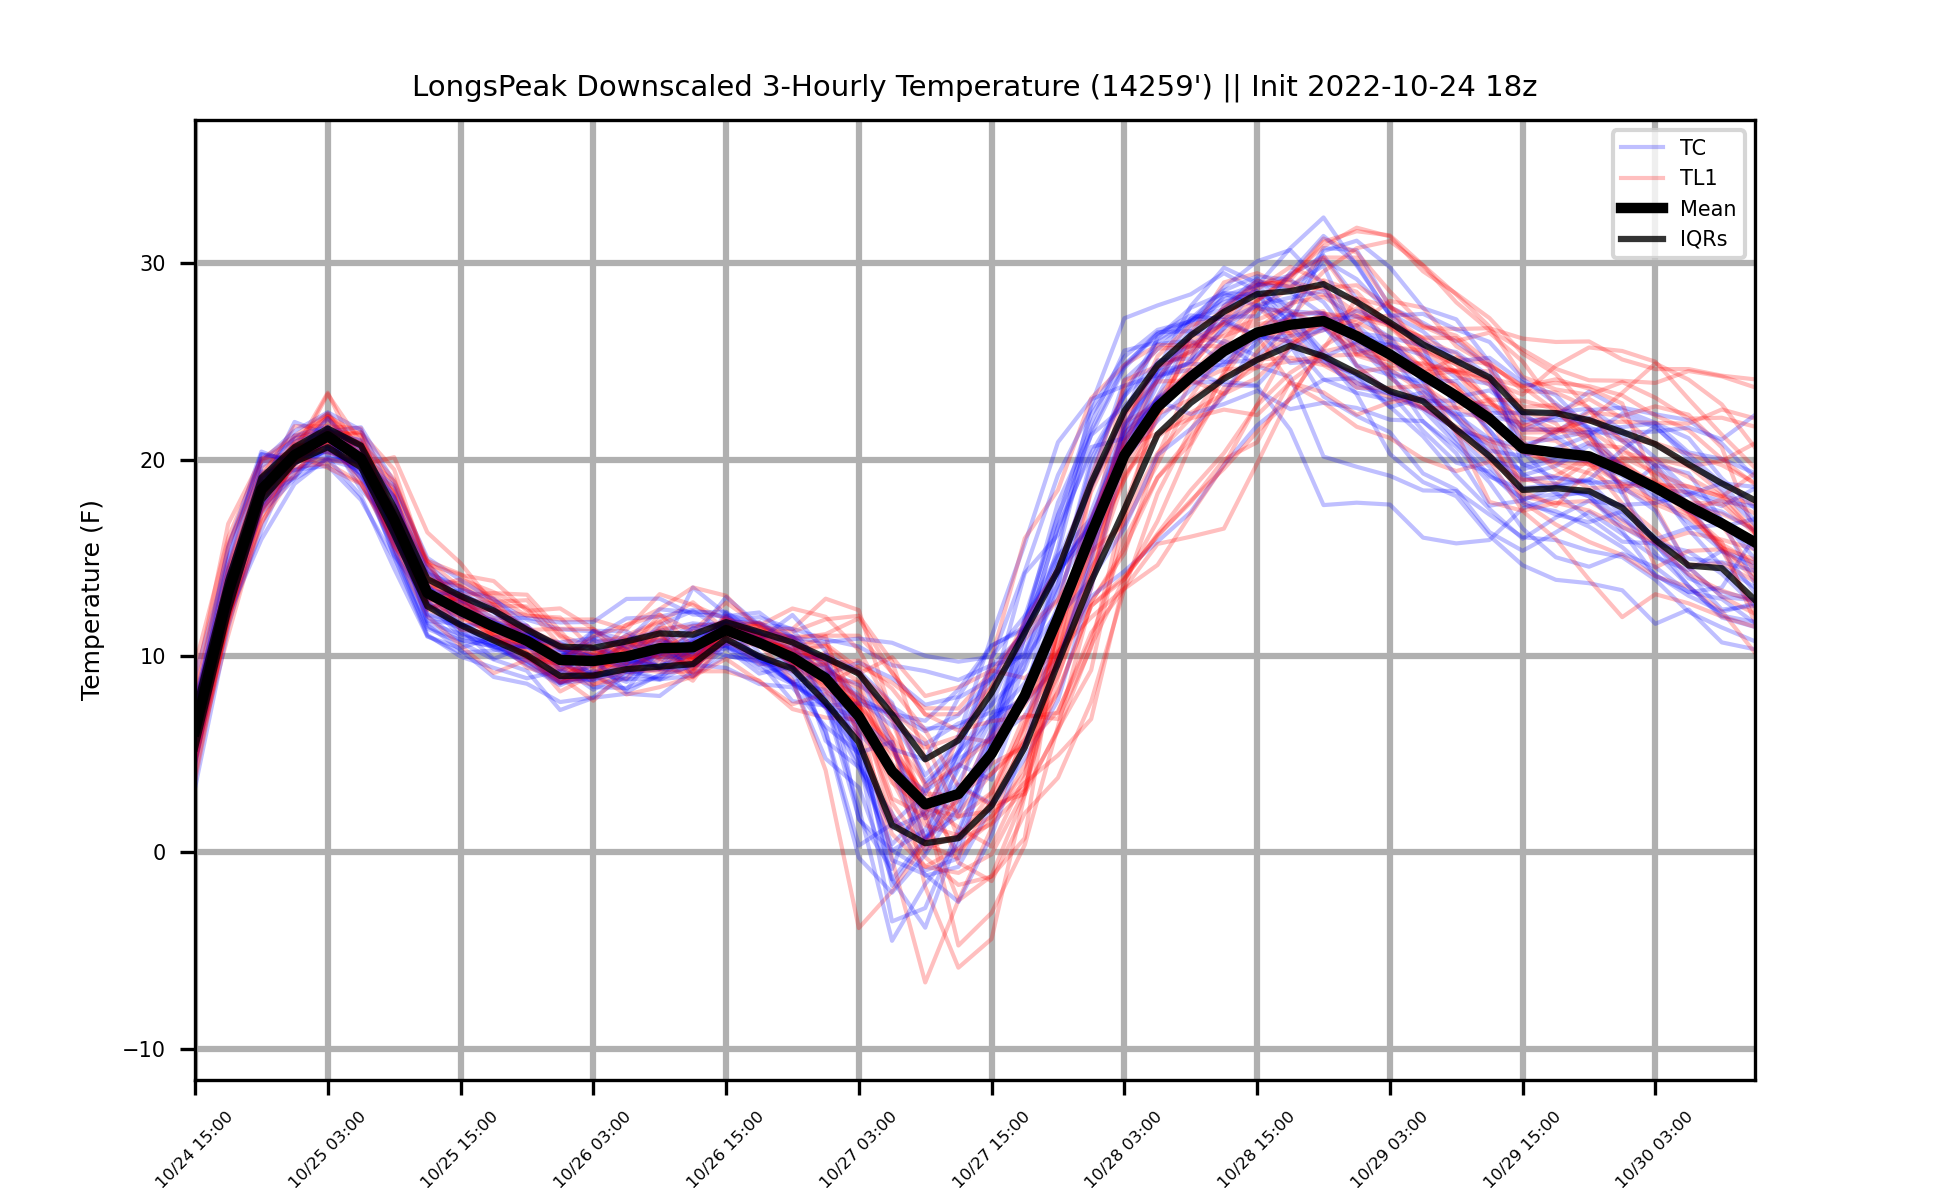 LongsPeak Downscaled 3-Hourly Temperature (14259') || Init 2022-10-24 18z
TC
TL1
Mean
IQRs
Temperature (F)
30
20
10
0
−10
10/24 15:00
10/25 03:00
10/25 15:00
10/26 03:00
10/26 15:00
10/27 03:00
10/27 15:00
10/28 03:00
10/28 15:00
10/29 03:00
10/29 15:00
10/30 03:00